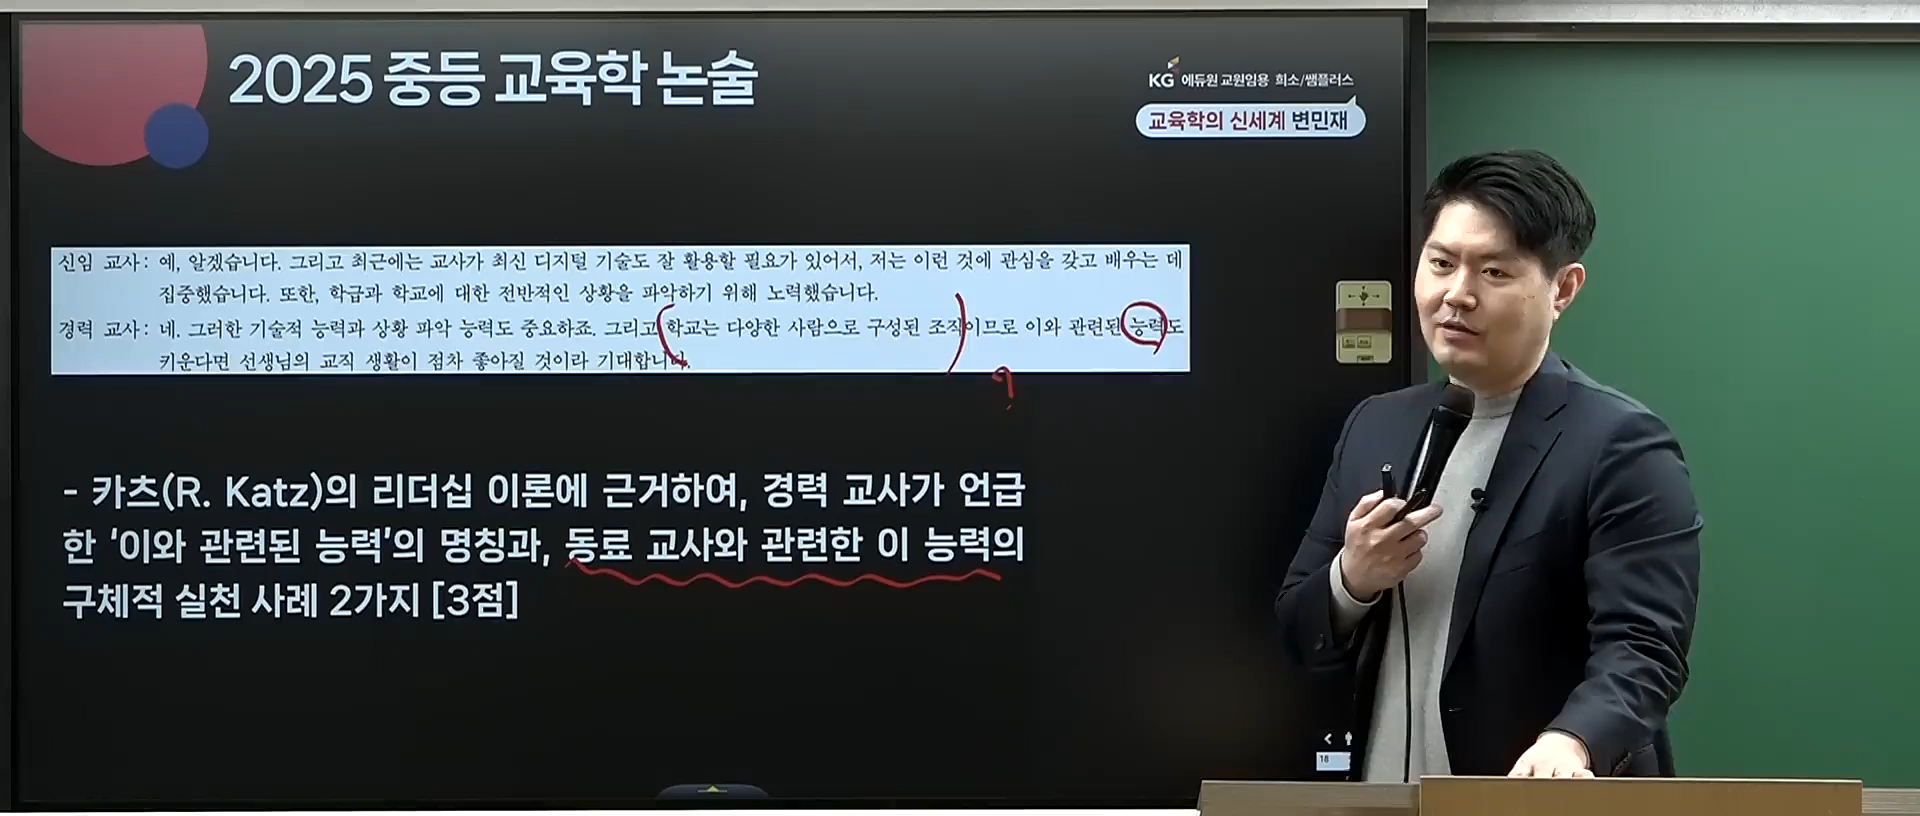 2025 중등 교육학 논술
KG 에듀원 교원임용 희소/쌤플러스
교육학의 신세계 변민재
신임 교사: 예, 알겠습니다. 그리고 최근에는 교사가 최신 디지털 기술도 잘 활용할 필요가 있어서, 저는 이런 것에 관심을 갖고 배우는 데
집중했습니다. 또한, 학급과 학교에 대한 전반적인 상황을 파악하기 위해 노력했습니다.
경력 교사: 네. 그러한 기술적 능력과 상황 파악 능력도 중요하죠. 그리고 학교는 다양한 사람으로 구성된 조직이므로 이와 관련된 능력도
키운다면 선생님의 교직 생활이 점차 좋아질 것이라 기대합니다.
?
- 카츠(R. Katz)의 리더십 이론에 근거하여, 경력 교사가 언급
한 ‘이와 관련된 능력’의 명칭과, 동료 교사와 관련한 이 능력의
구체적 실천 사례 2가지 [3점]
18